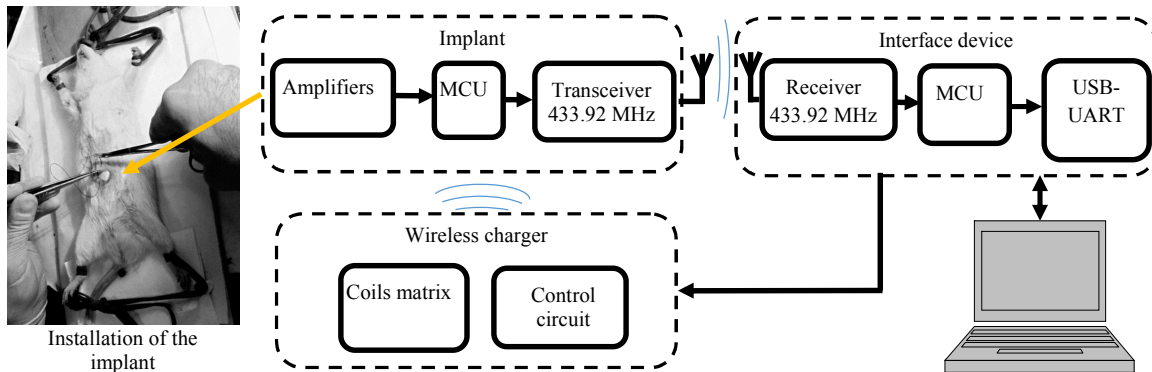 Implant
Amplifiers
MCU
Transceiver
433.92 MHz
Interface device
Receiver
433.92 MHz
MCU
USB-
UART
Wireless charger
Coils matrix
Control
circuit
Installation of the
implant